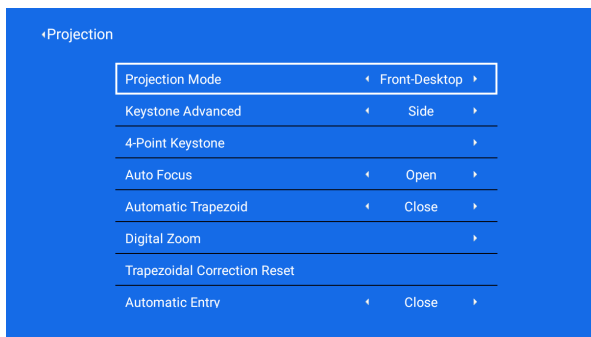 Projection
Projection Mode Front-Desktop
Keystone Advanced Side
4-Point Keystone
Auto Focus Open
Automatic Trapezoid Close
Digital Zoom
Trapezoidal Correction Reset
Automatic Entry Close